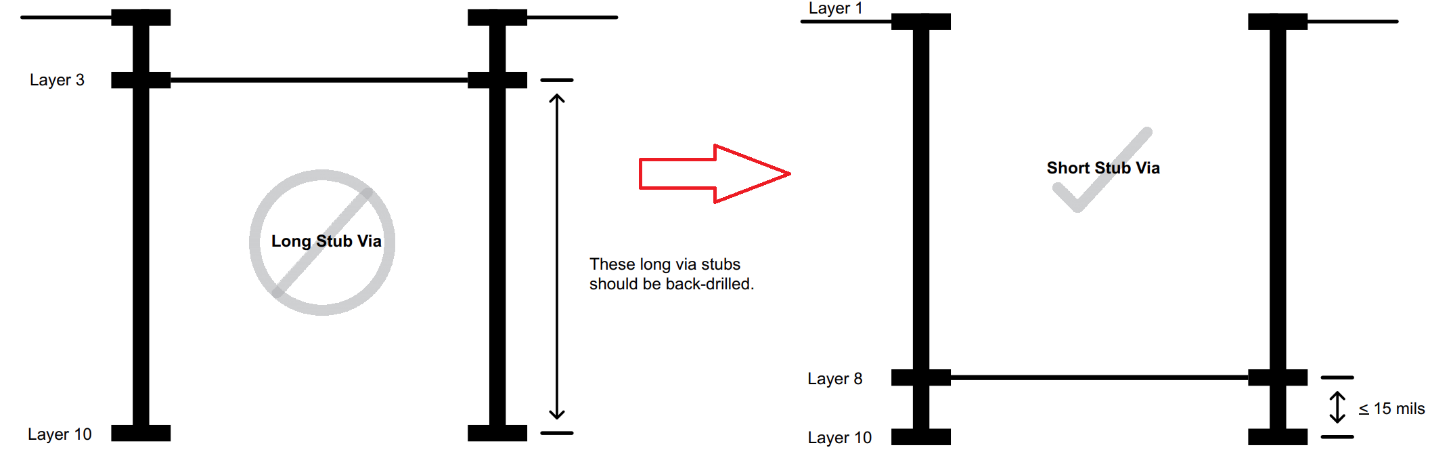 Layer 3
Long Stub Via
These long via stubs
should be back-drilled.
Layer 10
Layer 1
Short Stub Via
Layer 8
≤ 15 mils
Layer 10